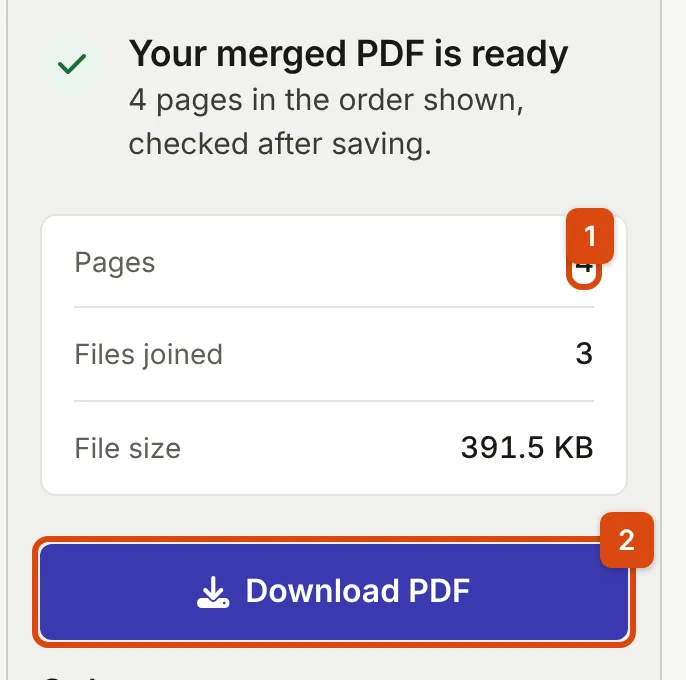 Your merged PDF is ready
4 pages in the order shown,
checked after saving.
1
Pages 4
Files joined 3
File size 391.5 KB
2
Download PDF